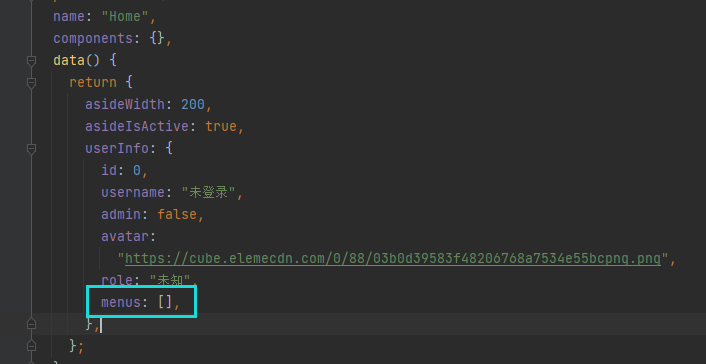 name: "Home",
components: {},
data() {
return {
asideWidth: 200,
asideIsActive: true,
userInfo: {
id: 0,
username: "未登录",
admin: false,
avatar:
"https://cube.elemecdn.com/0/88/03b0d39583f48206768a7534e55bcpng.png",
role: "未知",
menus: [],
},
};